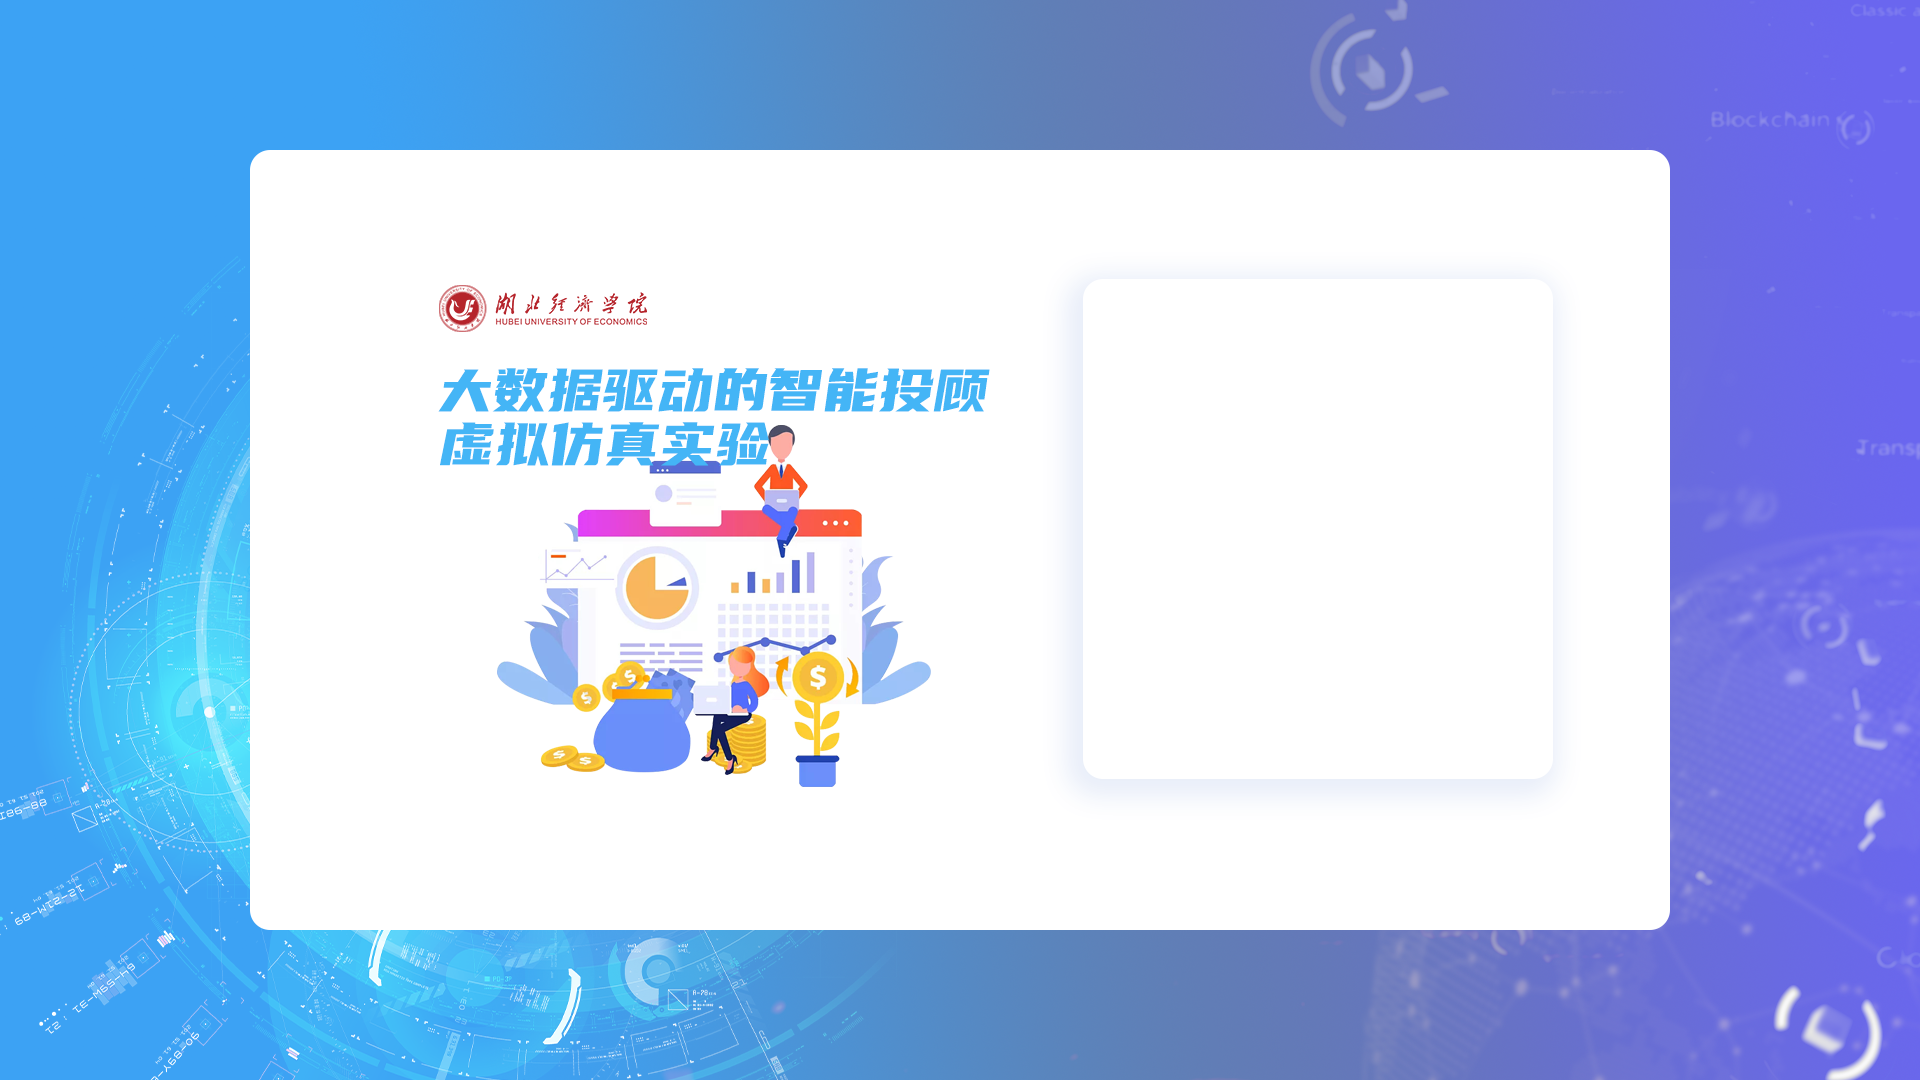 Classic
Blockchain
湖北经济学院
HUBEI UNIVERSITY OF ECONOMICS
大数据驱动的智能投顾
虚拟仿真实验
Transp